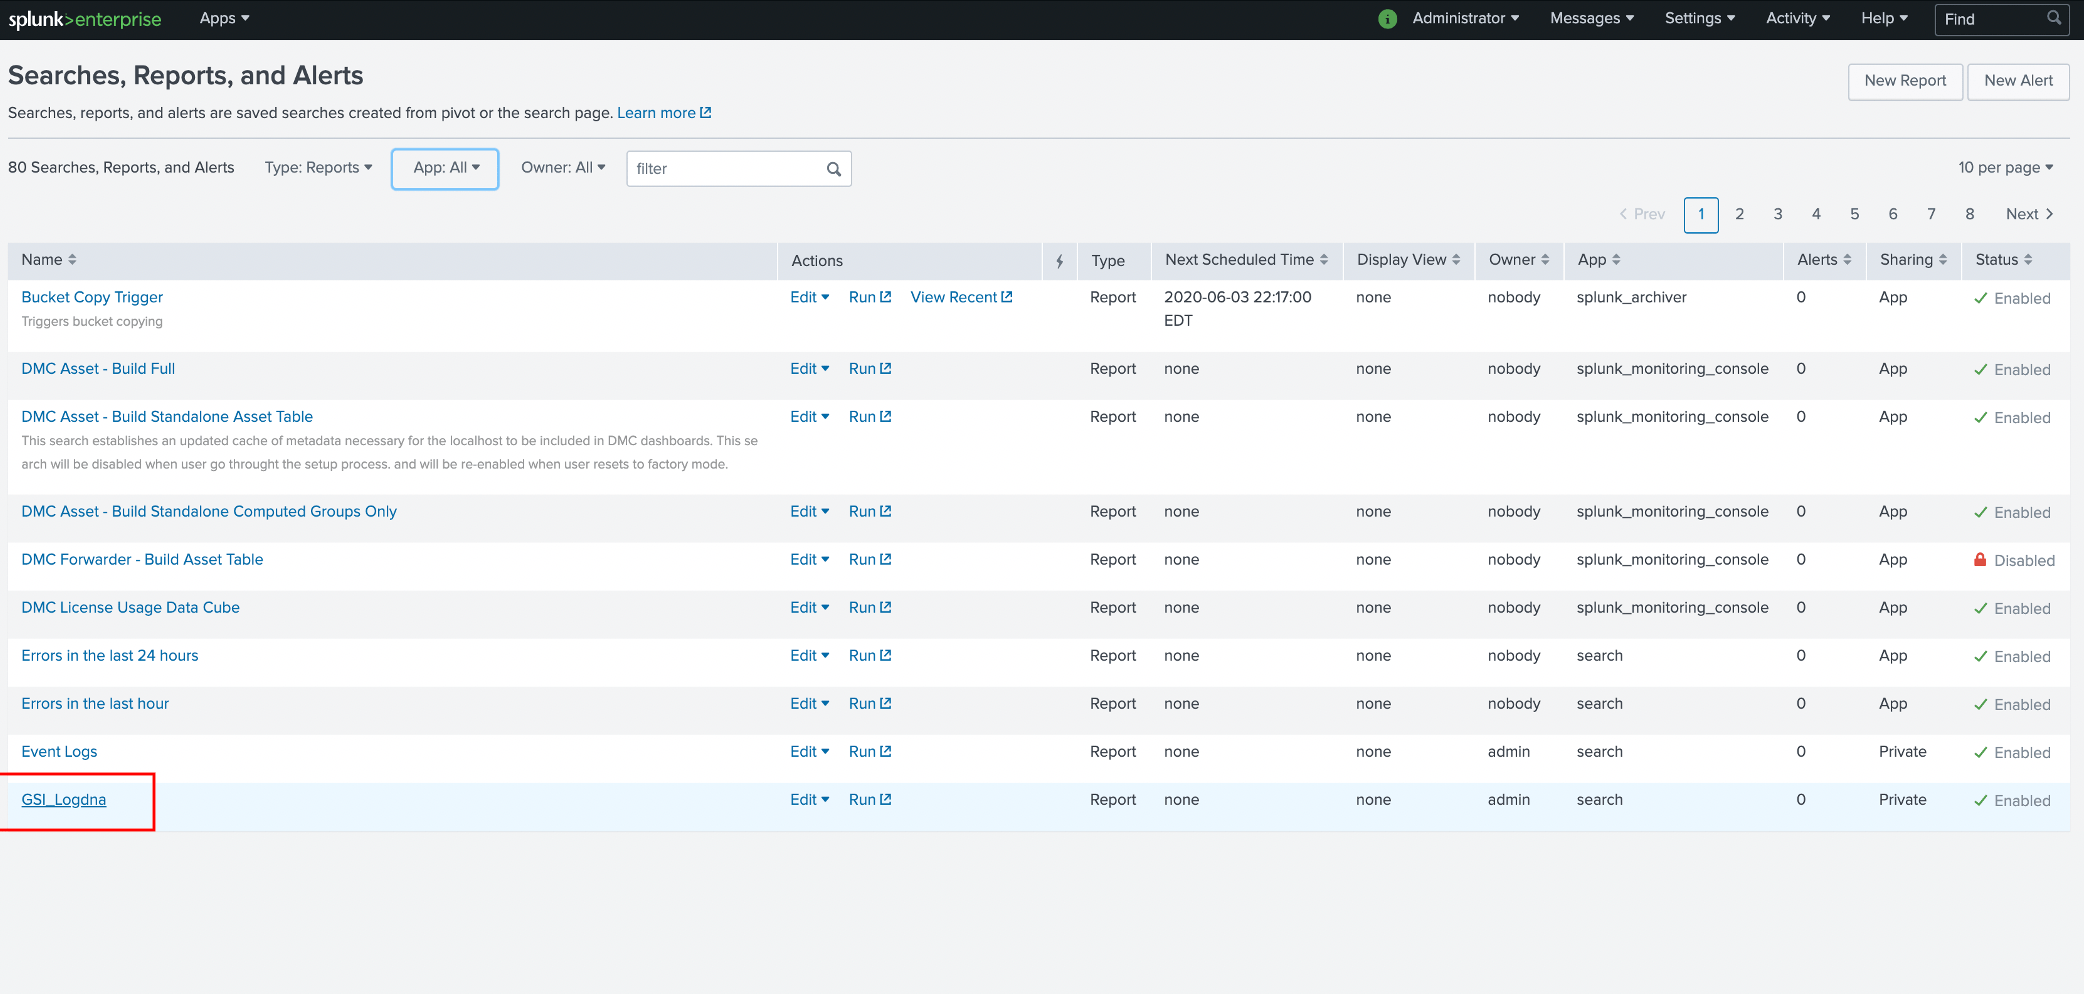 splunk>enterprise Apps Administrator Messages Settings Activity Help Find
Searches, Reports, and Alerts New Report New Alert
Searches, reports, and alerts are saved searches created from pivot or the search page. Learn more
80 Searches, Reports, and Alerts Type: Reports App: All Owner: All filter 10 per page
Prev 1 2 3 4 5 6 7 8 Next
Name Actions Type Next Scheduled Time Display View Owner App Alerts Sharing Status
Bucket Copy Trigger Edit Run View Recent Report 2020-06-03 22:17:00 none nobody splunk_archiver 0 App Enabled
Triggers bucket copying EDT
DMC Asset - Build Full Edit Run Report none none nobody splunk_monitoring_console 0 App Enabled
DMC Asset - Build Standalone Asset Table Edit Run Report none none nobody splunk_monitoring_console 0 App Enabled
This search establishes an updated cache of metadata necessary for the localhost to be included in DMC dashboards. This se
arch will be disabled when user go throught the setup process. and will be re-enabled when user resets to factory mode.
DMC Asset - Build Standalone Computed Groups Only Edit Run Report none none nobody splunk_monitoring_console 0 App Enabled
DMC Forwarder - Build Asset Table Edit Run Report none none nobody splunk_monitoring_console 0 App Disabled
DMC License Usage Data Cube Edit Run Report none none nobody splunk_monitoring_console 0 App Enabled
Errors in the last 24 hours Edit Run Report none none nobody search 0 App Enabled
Errors in the last hour Edit Run Report none none nobody search 0 App Enabled
Event Logs Edit Run Report none none admin search 0 Private Enabled
GSI_Logdna Edit Run Report none none admin search 0 Private Enabled